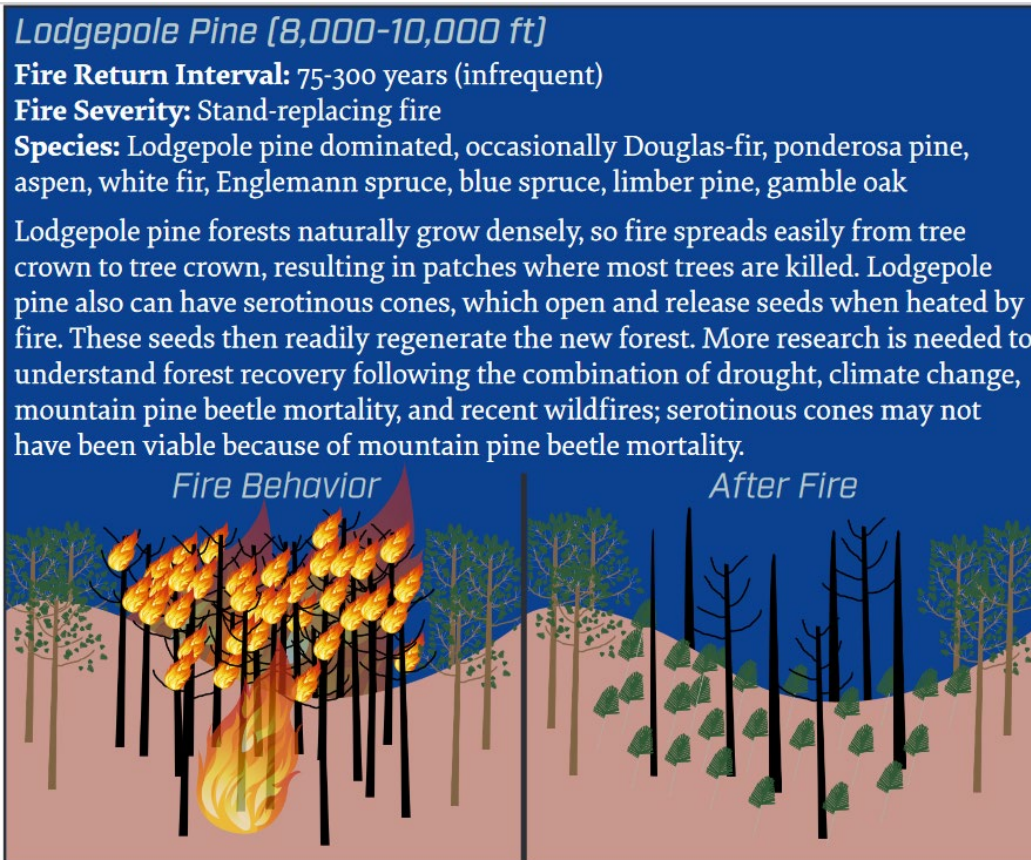 Lodgepole Pine (8,000-10,000 ft)
Fire Return Interval: 75-300 years (infrequent)
Fire Severity: Stand-replacing fire
Species: Lodgepole pine dominated, occasionally Douglas-fir, ponderosa pine,
aspen, white fir, Englemann spruce, blue spruce, limber pine, gamble oak
Lodgepole pine forests naturally grow densely, so fire spreads easily from tree
crown to tree crown, resulting in patches where most trees are killed. Lodgepole
pine also can have serotinous cones, which open and release seeds when heated by
fire. These seeds then readily regenerate the new forest. More research is needed to
understand forest recovery following the combination of drought, climate change,
mountain pine beetle mortality, and recent wildfires; serotinous cones may not
have been viable because of mountain pine beetle mortality.
Fire Behavior
After Fire